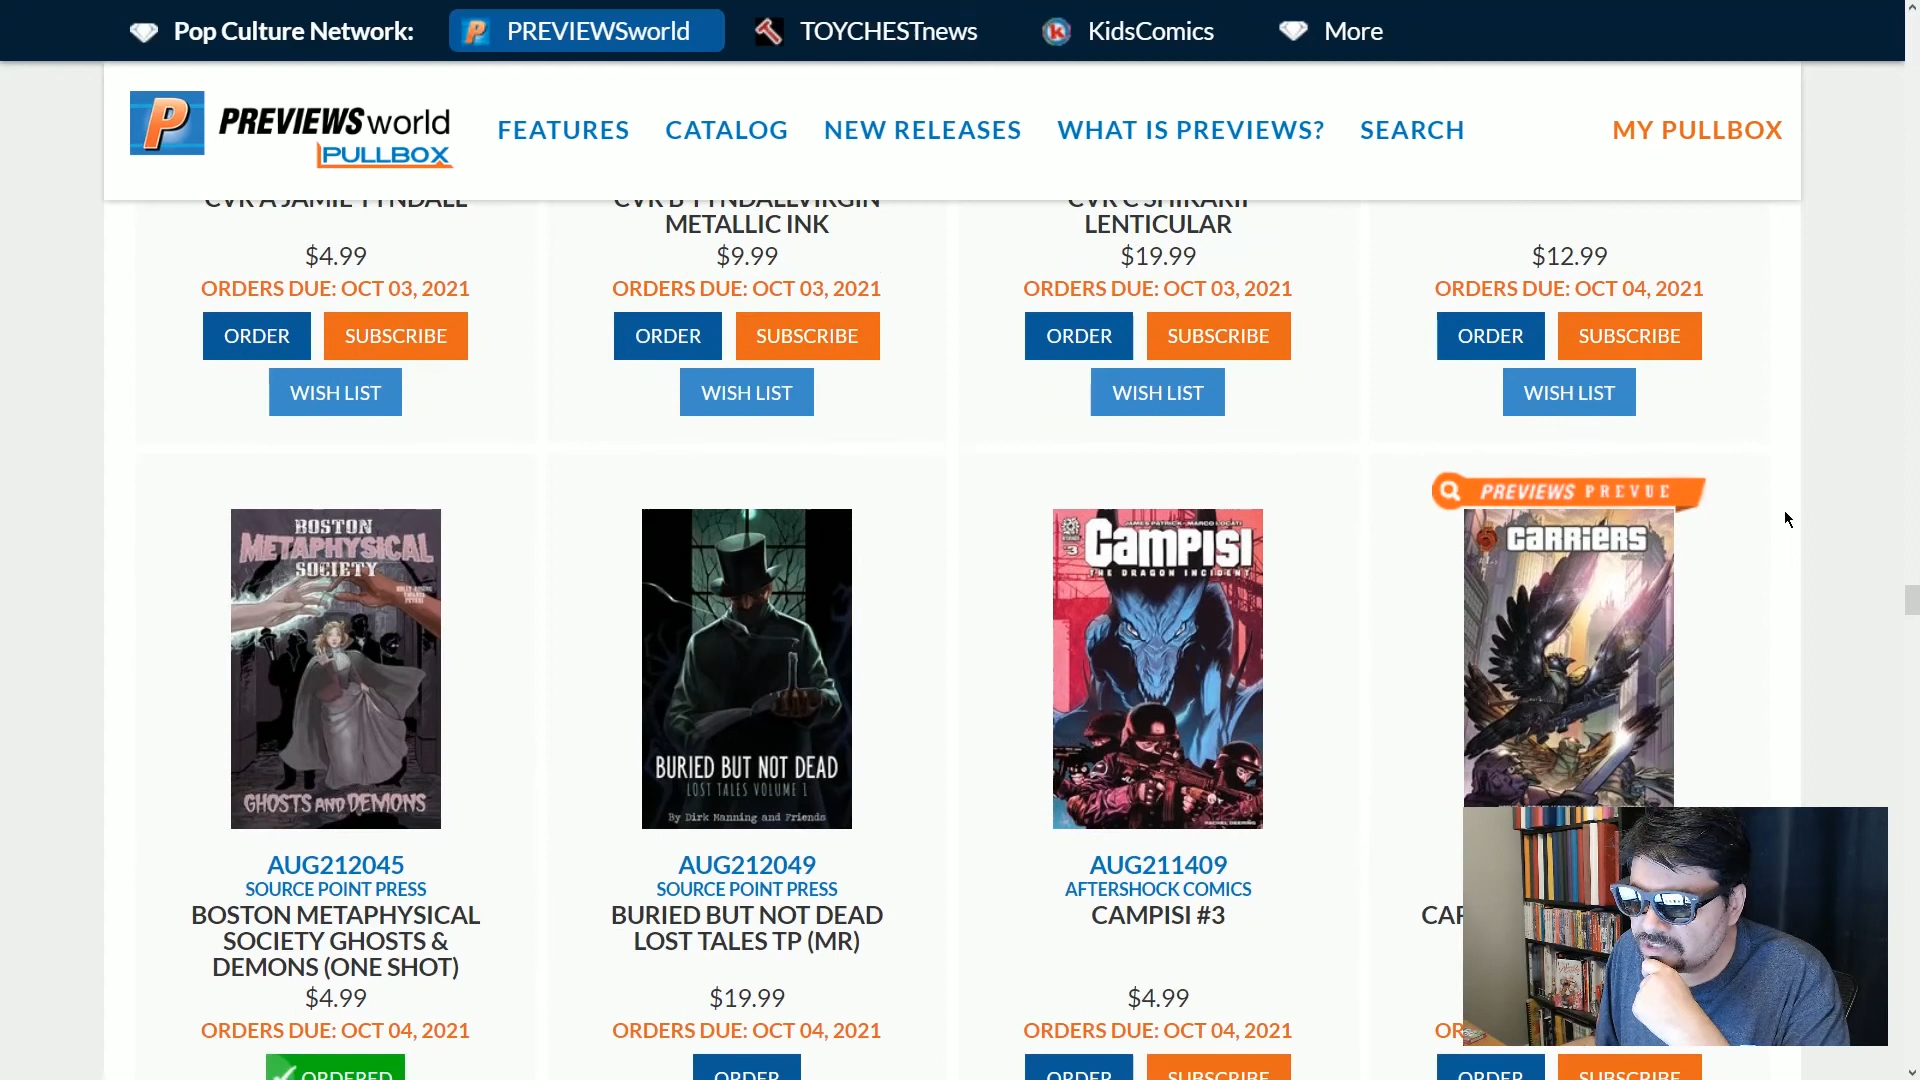 Pop Culture Network: PREVIEWSworld TOYCHESTnews KidsComics More
P PREVIEWSworld
PULLBOX
FEATURES CATALOG NEW RELEASES WHAT IS PREVIEWS? SEARCH MY PULLBOX
CVR A JAMIE TYNDALL
$4.99
ORDERS DUE: OCT 03, 2021
ORDER SUBSCRIBE
WISH LIST
CVR B TYNDALLVIRGIN
METALLIC INK
$9.99
ORDERS DUE: OCT 03, 2021
ORDER SUBSCRIBE
WISH LIST
CVR C SHIKARII
LENTICULAR
$19.99
ORDERS DUE: OCT 03, 2021
ORDER SUBSCRIBE
WISH LIST
$12.99
ORDERS DUE: OCT 04, 2021
ORDER SUBSCRIBE
WISH LIST
BOSTON
METAPHYSICAL
SOCIETY
GHOSTS AND DEMONS
AUG212045
SOURCE POINT PRESS
BOSTON METAPHYSICAL
SOCIETY GHOSTS &
DEMONS (ONE SHOT)
$4.99
ORDERS DUE: OCT 04, 2021
ORDERED
BURIED BUT NOT DEAD
LOST TALES VOLUME 1
By Dirk Manning and Friends
AUG212049
SOURCE POINT PRESS
BURIED BUT NOT DEAD
LOST TALES TP (MR)
$19.99
ORDERS DUE: OCT 04, 2021
ORDER
JAMES PATRICK · MARCO LOCATI
3
CAMPISI
THE DRAGON INCIDENT
AUG211409
AFTERSHOCK COMICS
CAMPISI #3
$4.99
ORDERS DUE: OCT 04, 2021
ORDER SUBSCRIBE
PREVIEWS PREVUE
CARRIERS
ORDER SUBSCRIBE